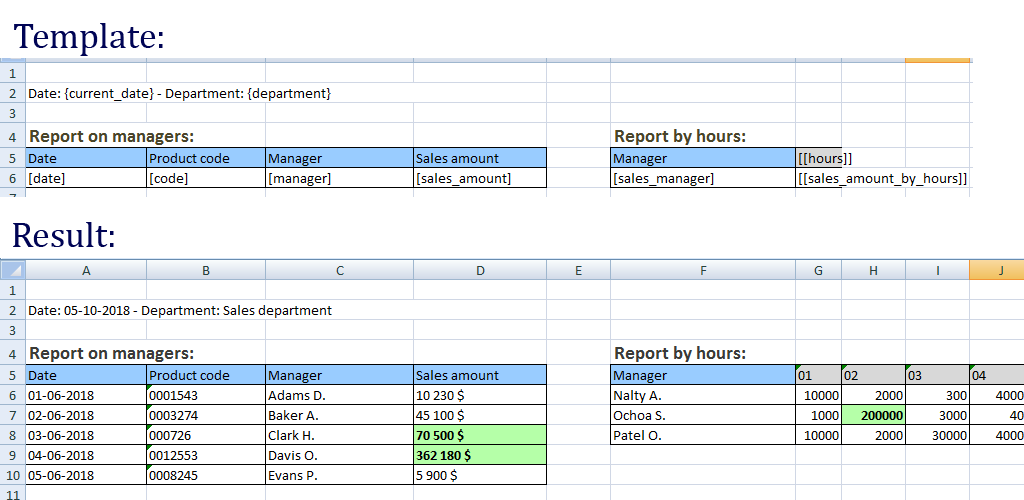 Template:
1
2 Date: {current_date} - Department: {department}
3
4 Report on managers: Report by hours:
5 Date Product code Manager Sales amount Manager [[hours]]
6 [date] [code] [manager] [sales_amount] [sales_manager] [[sales_amount_by_hours]]
Result:
A B C D E F G H I J
1
2 Date: 05-10-2018 - Department: Sales department
3
4 Report on managers: Report by hours:
5 Date Product code Manager Sales amount Manager 01 02 03 04
6 01-06-2018 0001543 Adams D. 10 230 $ Nalty A. 10000 2000 300 4000
7 02-06-2018 0003274 Baker A. 45 100 $ Ochoa S. 1000 200000 3000 40
8 03-06-2018 000726 Clark H. 70 500 $ Patel O. 10000 2000 30000 4000
9 04-06-2018 0012553 Davis O. 362 180 $
10 05-06-2018 0008245 Evans P. 5 900 $
11